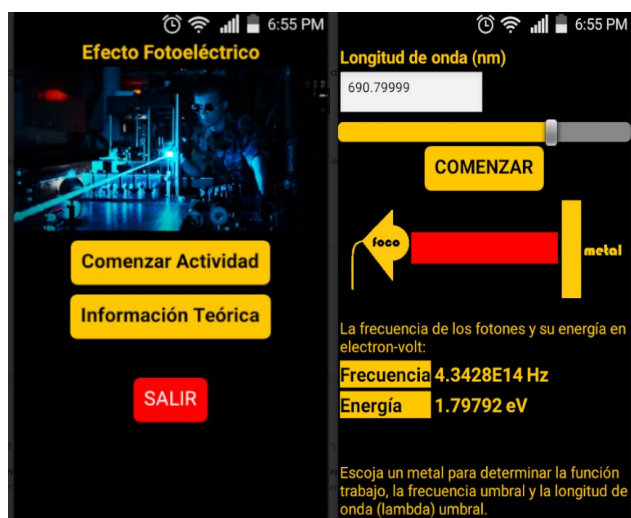 6:55 PM
Efecto Fotoeléctrico
Comenzar Actividad
Información Teórica
SALIR
6:55 PM
Longitud de onda (nm)
690.79999
COMENZAR
foco
metal
La frecuencia de los fotones y su energía en
electron-volt:
Frecuencia 4.3428E14 Hz
Energía 1.79792 eV
Escoja un metal para determinar la función
trabajo, la frecuencia umbral y la longitud de
onda (lambda) umbral.